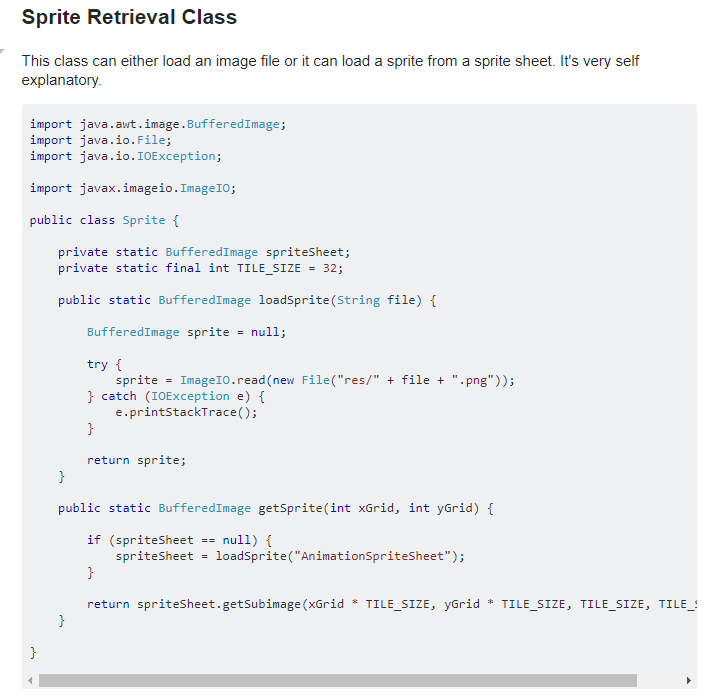 Sprite Retrieval Class
This class can either load an image file or it can load a sprite from a sprite sheet. It's very self
explanatory.
import java.awt.image.BufferedImage;
import java.io.File;
import java.io.IOException;
import javax.imageio.ImageIO;
public class Sprite {
    private static BufferedImage spriteSheet;
    private static final int TILE_SIZE = 32;
    public static BufferedImage loadSprite(String file) {
        BufferedImage sprite = null;
        try {
            sprite = ImageIO.read(new File("res/" + file + ".png"));
        } catch (IOException e) {
            e.printStackTrace();
        }
        return sprite;
    }
    public static BufferedImage getSprite(int xGrid, int yGrid) {
        if (spriteSheet == null) {
            spriteSheet = loadSprite("AnimationSpriteSheet");
        }
        return spriteSheet.getSubimage(xGrid * TILE_SIZE, yGrid * TILE_SIZE, TILE_SIZE, TILE_
    }
}